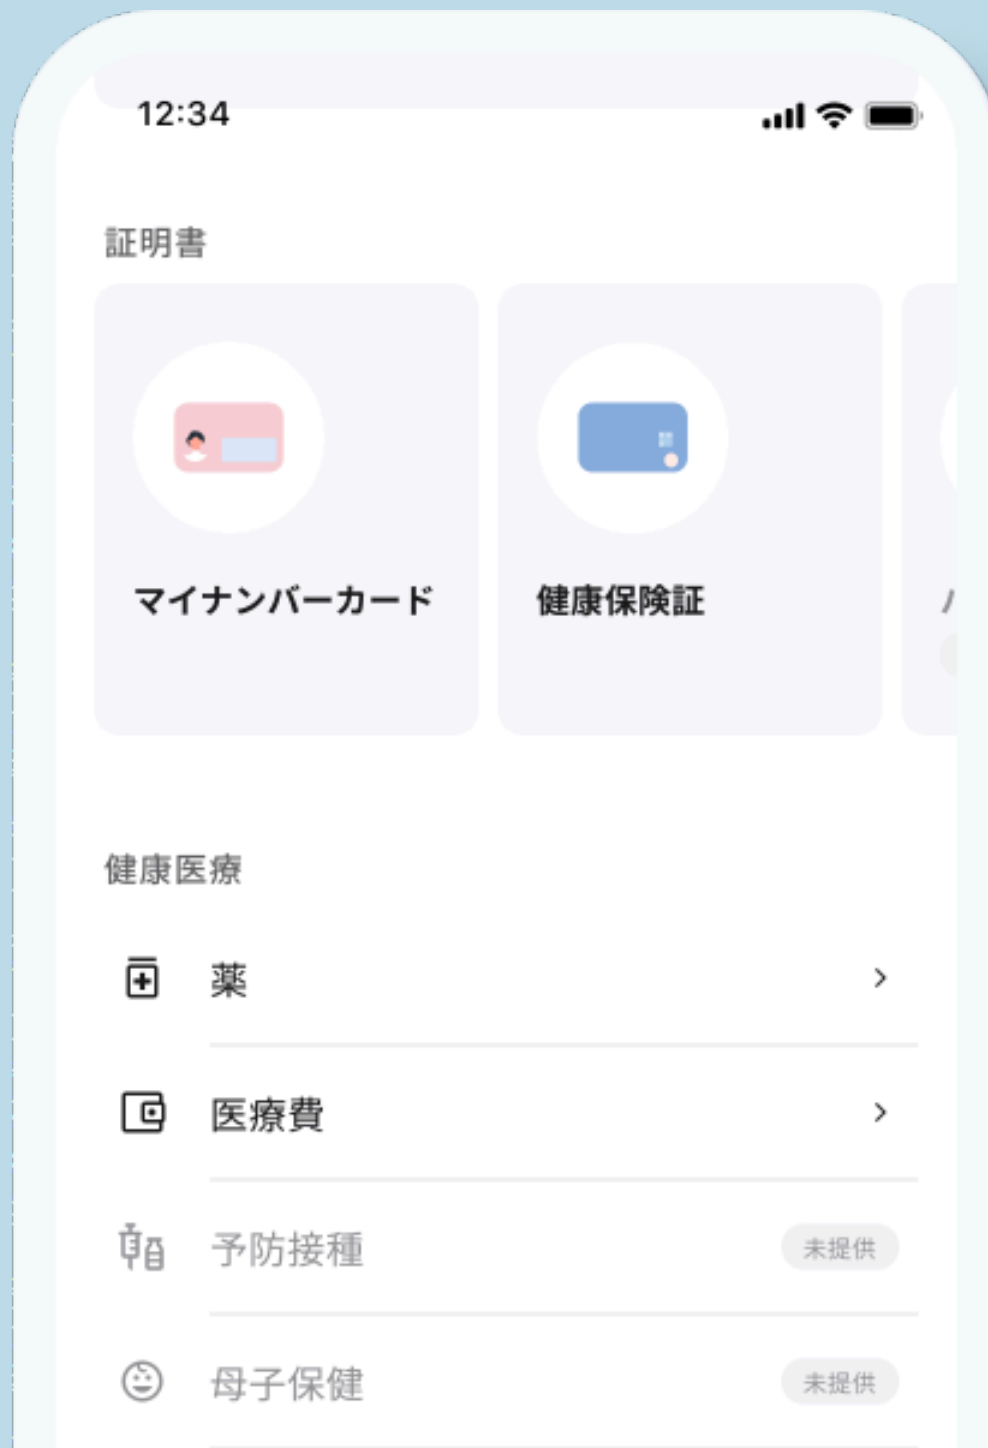 12:34
証明書
マイナンバーカード
健康保険証
健康医療
薬
医療費
予防接種
未提供
母子保健
未提供